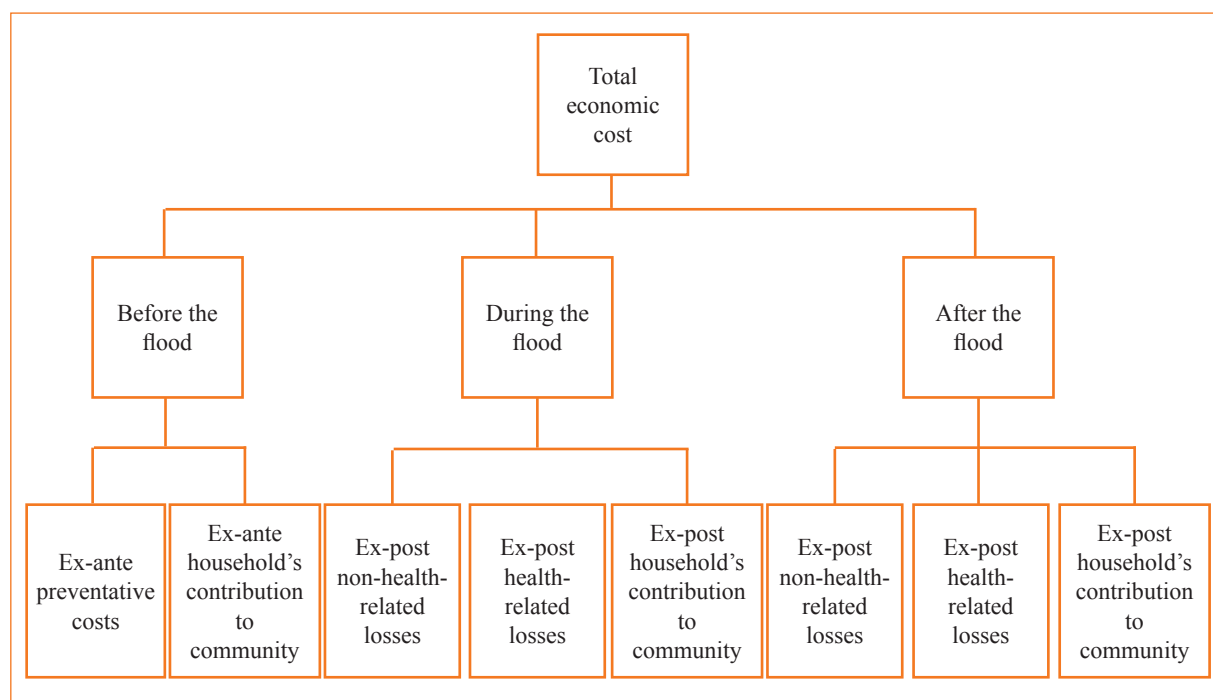 Total
economic
cost
Before the
flood
During the
flood
After the
flood
Ex-ante
preventative
costs
Ex-ante
household’s
contribution
to
community
Ex-post
non-health-
related
losses
Ex-post
health-
related
losses
Ex-post
household’s
contribution
to
community
Ex-post
non-health-
related
losses
Ex-post
health-
related
losses
Ex-post
household’s
contribution
to
community